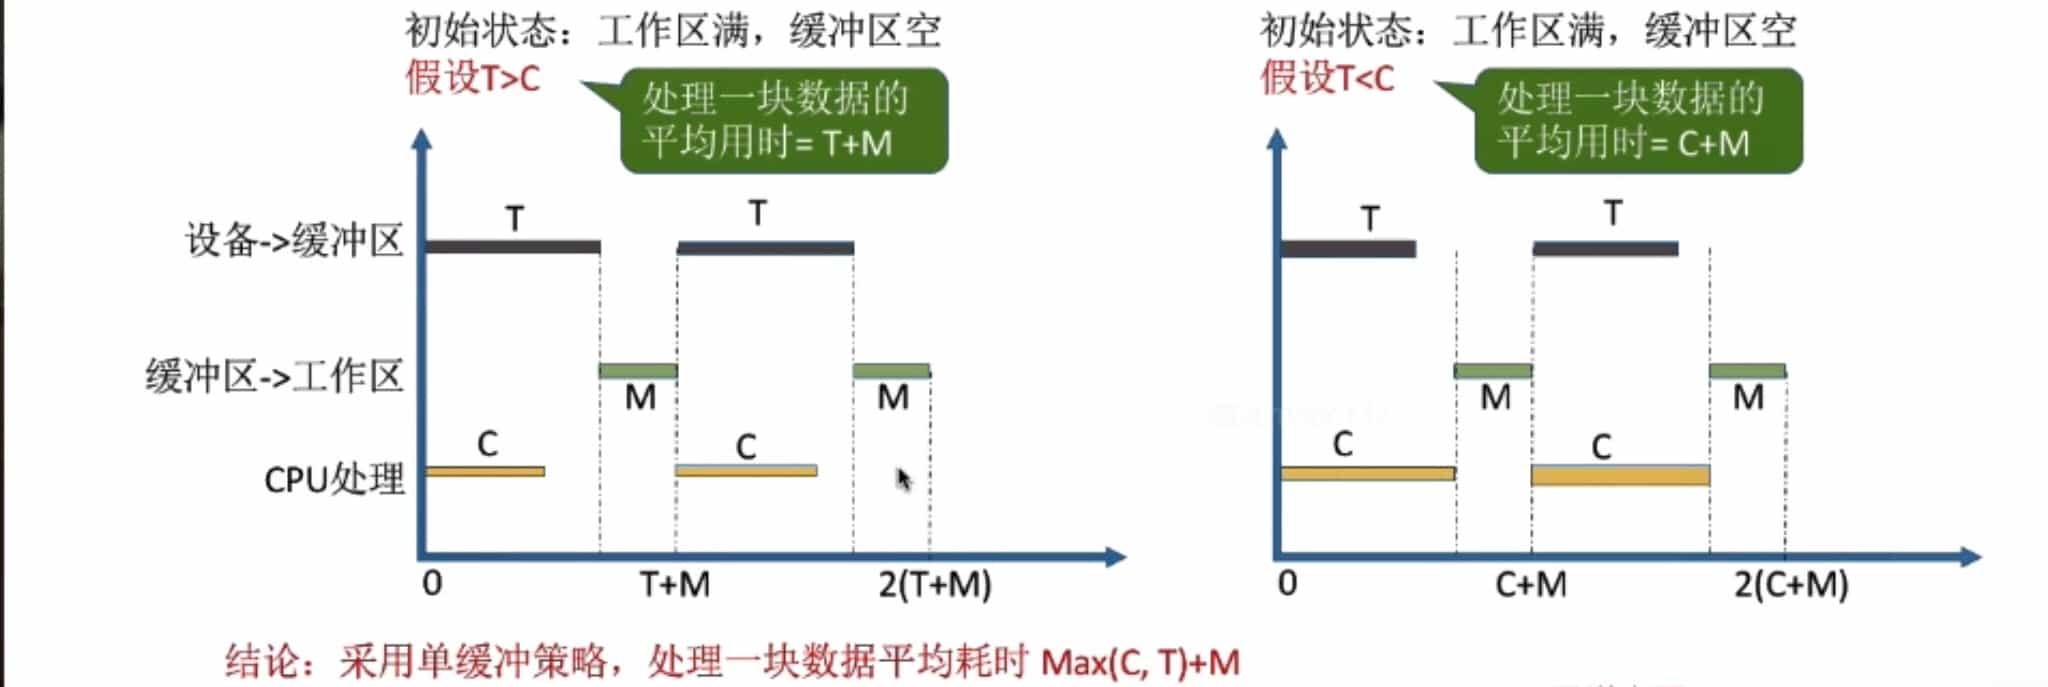 初始状态：工作区满，缓冲区空
假设T>C
处理一块数据的
平均用时= T+M
设备->缓冲区
T
T
缓冲区->工作区
M
M
CPU处理
C
C
0
T+M
2(T+M)
初始状态：工作区满，缓冲区空
假设T<C
处理一块数据的
平均用时= C+M
T
T
M
M
C
C
0
C+M
2(C+M)
结论：采用单缓冲策略，处理一块数据平均耗时 Max(C, T)+M